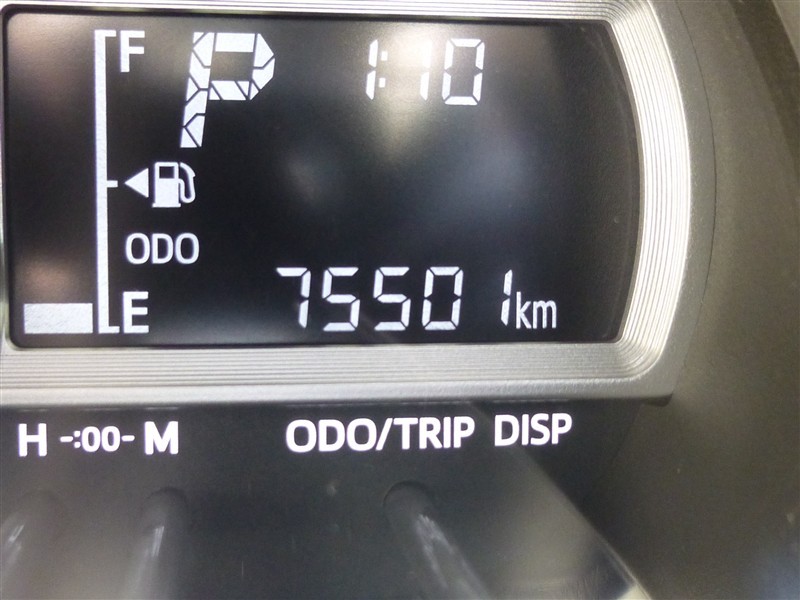 F P 1:10
ODO
E 75501km
H -:00- M ODO/TRIP DISP